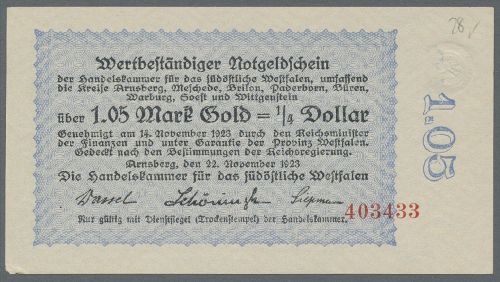 28,/
Wertbeständiger Notgeldschein
der Handelskammer für das südöstliche Westfalen, umfassend
die Kreise Arnsberg, Meschede, Brilon, Paderborn, Büren,
Warburg, Soest und Wittgenstein
über 1.05 Mark Gold = 1/4 Dollar
Genehmigt am 14. November 1923 durch den Reichsminister
der Finanzen und unter Garantie der Provinz Westfalen.
Gedeckt nach den Bestimmungen der Reichsregierung.
Arnsberg, den 22. November 1923
Die Handelskammer für das südöstliche Westfalen
Nur gültig mit Dienstsiegel (Trockenstempel) der Handelskammer.
403433
1.05